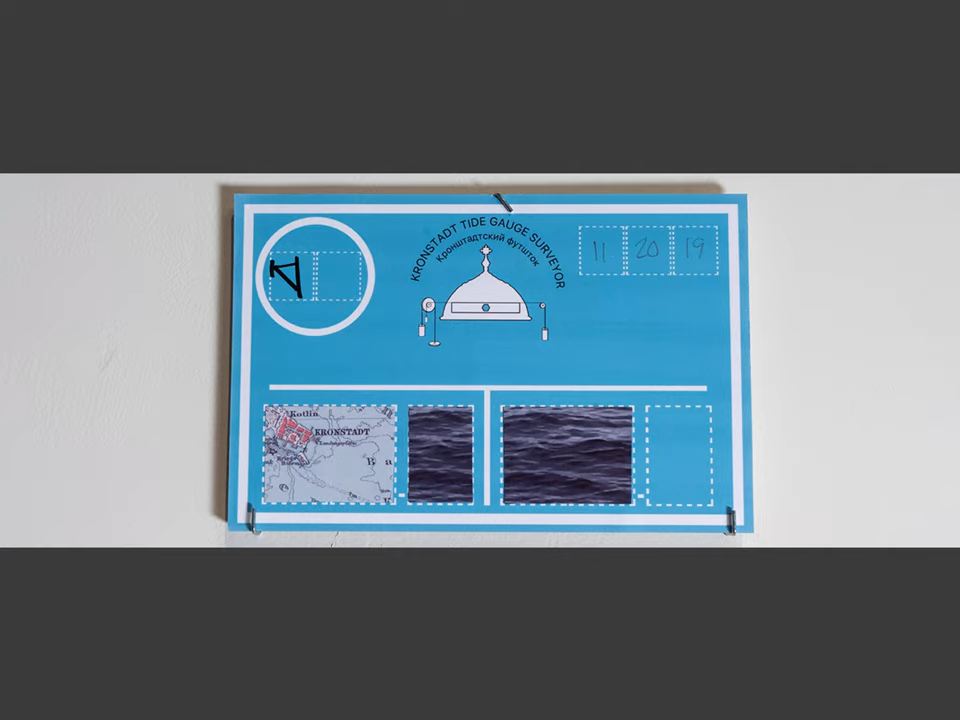 KRONSTADT TIDE GAUGE SURVEYOR
Кронштадтский футшток
11 20 19
Kotlin
KRONSTADT
B a